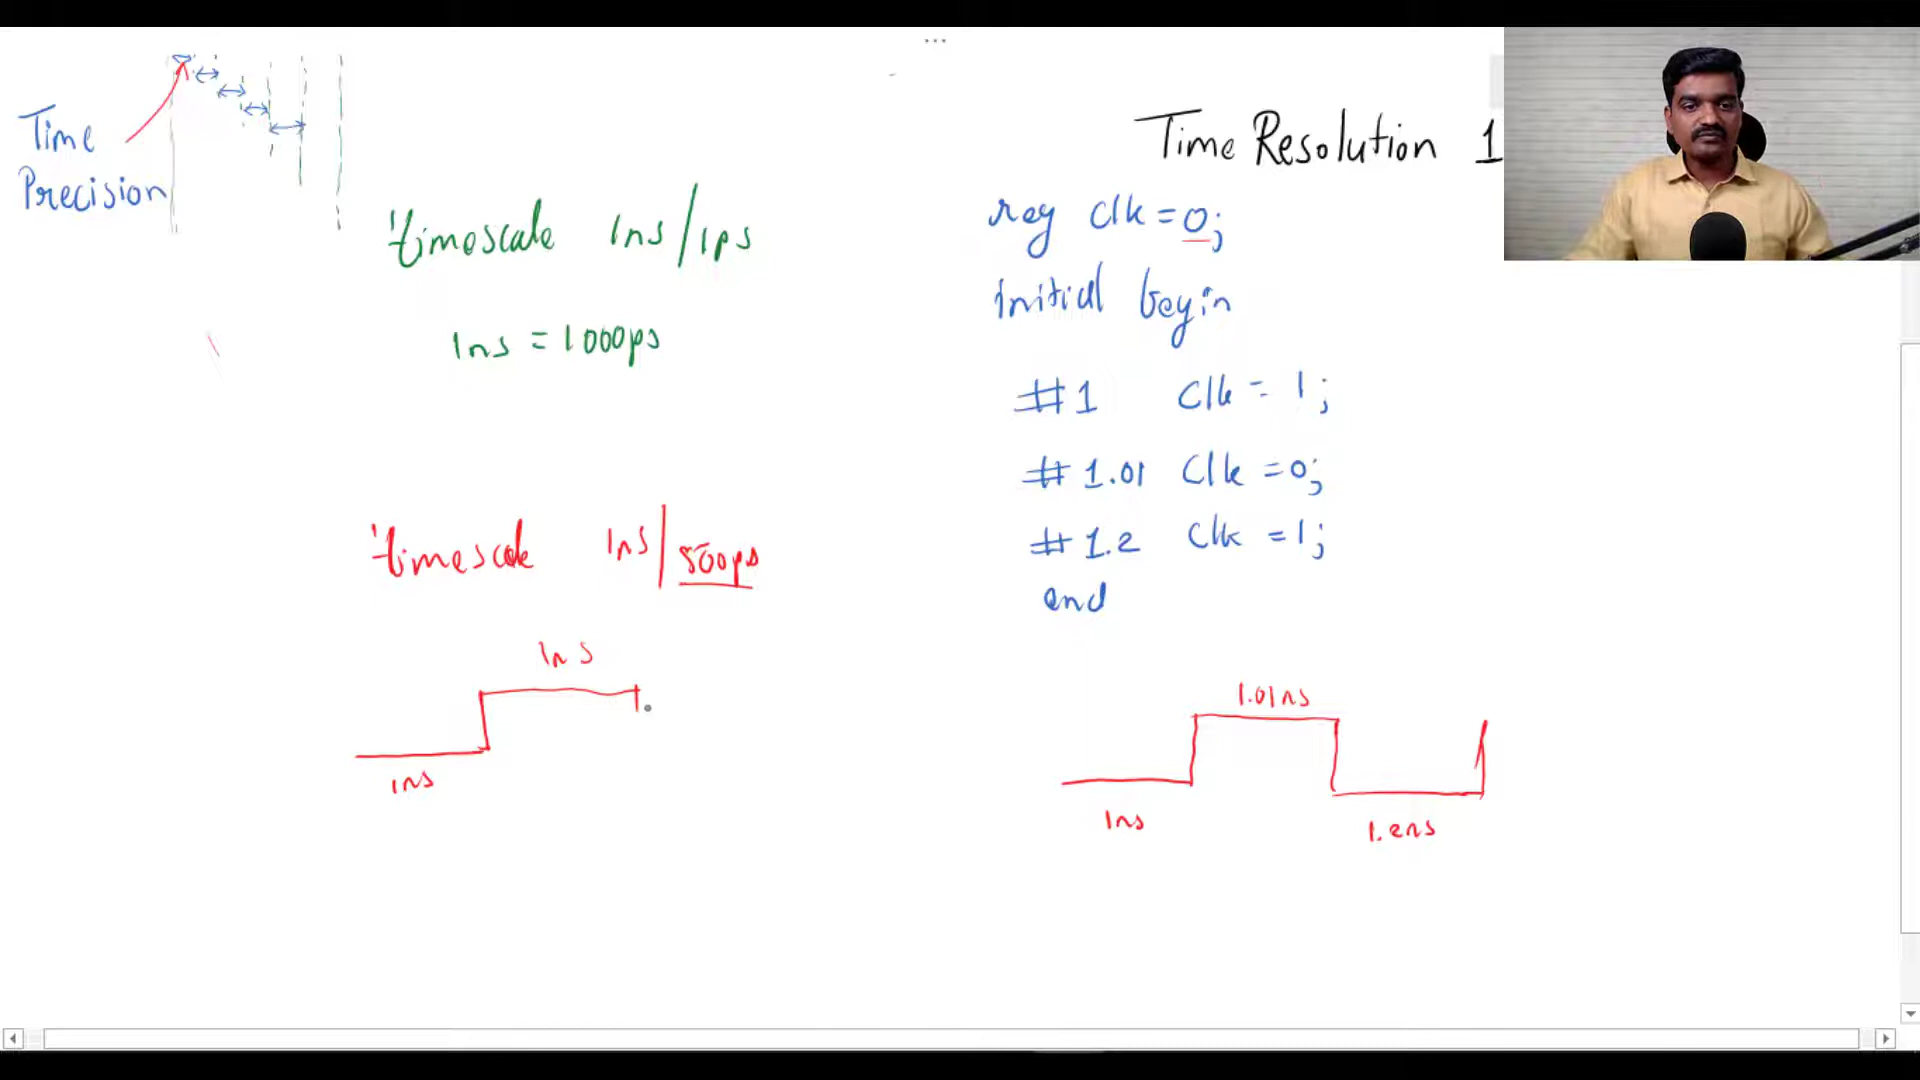 Time
Precision
'timescale 1ns/1ps
1ns = 1000ps
'timescale 1ns/500ps
1ns
1ns
Time Resolution 1
reg clk=0;
initial begin
#1 clk = 1;
#1.01 clk =0;
#1.2 clk =1;
end
1.01ns
1ns
1.2ns